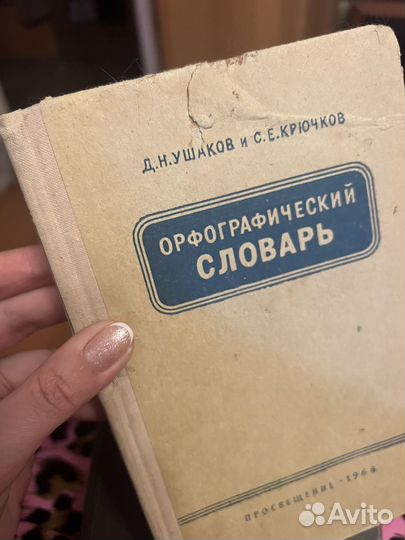 Д.Н.УШАКОВ и С.Е.КРЮЧКОВ
ОРФОГРАФИЧЕСКИЙ
СЛОВАРЬ
ПРОСВЕЩЕНИЕ - 1964
Avito